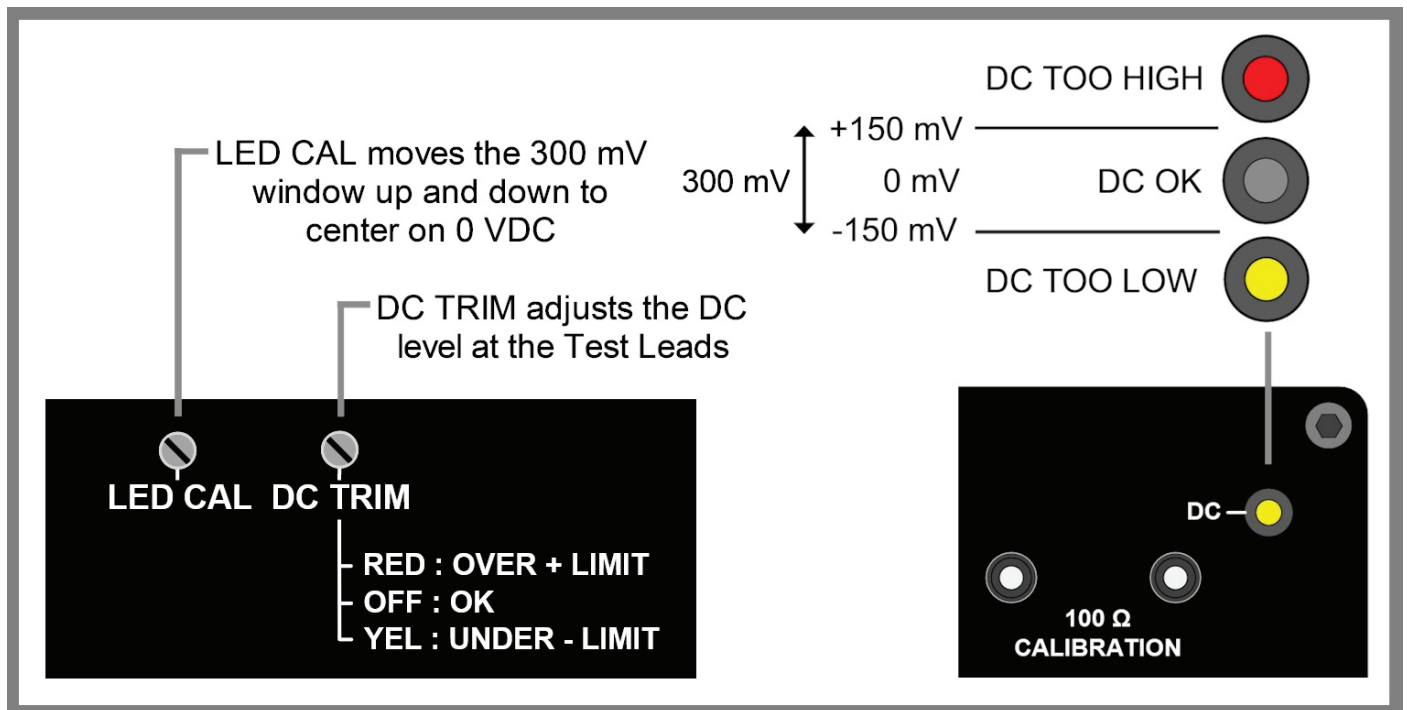 DC TOO HIGH
+150 mV
LED CAL moves the 300 mV
window up and down to
center on 0 VDC
300 mV
0 mV
DC OK
-150 mV
DC TOO LOW
DC TRIM adjusts the DC
level at the Test Leads
LED CAL
DC TRIM
RED : OVER + LIMIT
OFF : OK
YEL : UNDER - LIMIT
DC
100 Ω
CALIBRATION